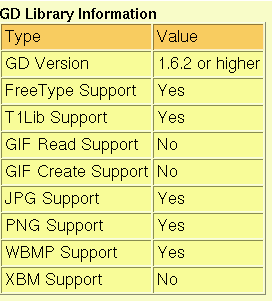 GD Library Information
Type Value
GD Version 1.6.2 or higher
FreeType Support Yes
T1Lib Support Yes
GIF Read Support No
GIF Create Support No
JPG Support Yes
PNG Support Yes
WBMP Support Yes
XBM Support No